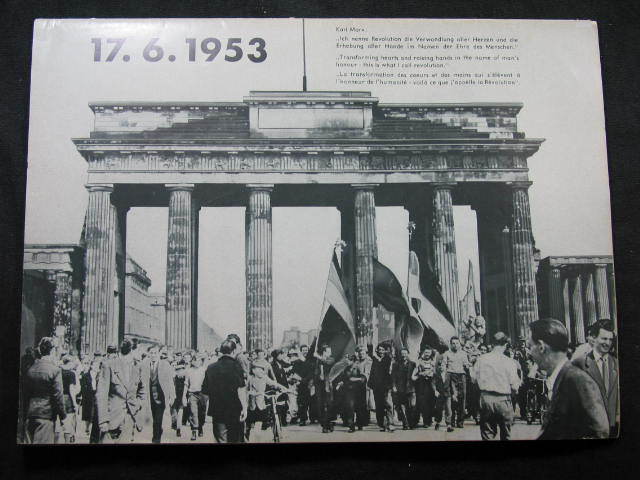 17. 6. 1953
Karl Marx:
„Ich nenne Revolution die Verwandlung aller Herzen und die
Erhebung aller Hände im Namen der Ehre des Menschen."
„Transforming hearts and raising hands in the name of man's
honour: this is what I call revolution."
„La transformation des coeurs et des mains qui s'élèvent à
l'honneur de l'humanité - voilà ce que j'appelle la Révolution".